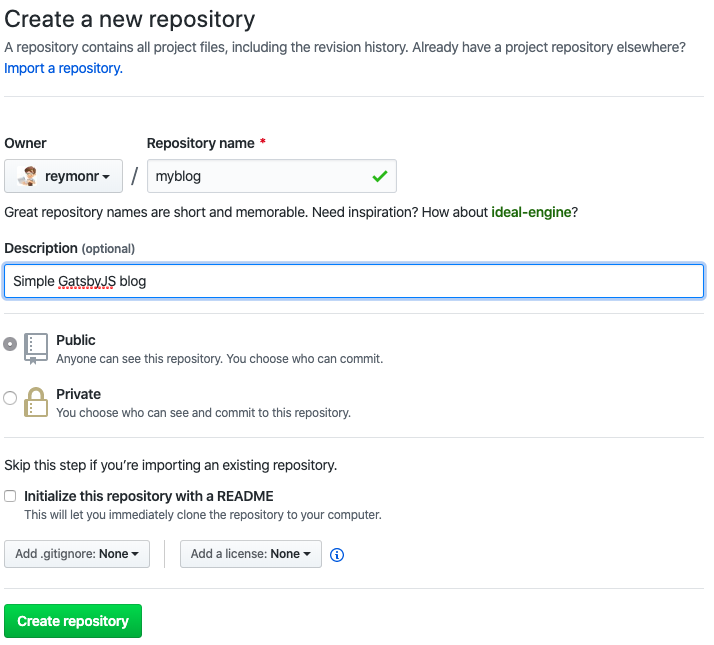 Create a new repository
A repository contains all project files, including the revision history. Already have a project repository elsewhere?
Import a repository.
Owner Repository name *
reymonr / myblog
Great repository names are short and memorable. Need inspiration? How about ideal-engine?
Description (optional)
Simple GatsbyJS blog
Public
Anyone can see this repository. You choose who can commit.
Private
You choose who can see and commit to this repository.
Skip this step if you’re importing an existing repository.
Initialize this repository with a README
This will let you immediately clone the repository to your computer.
Add .gitignore: None Add a license: None
Create repository